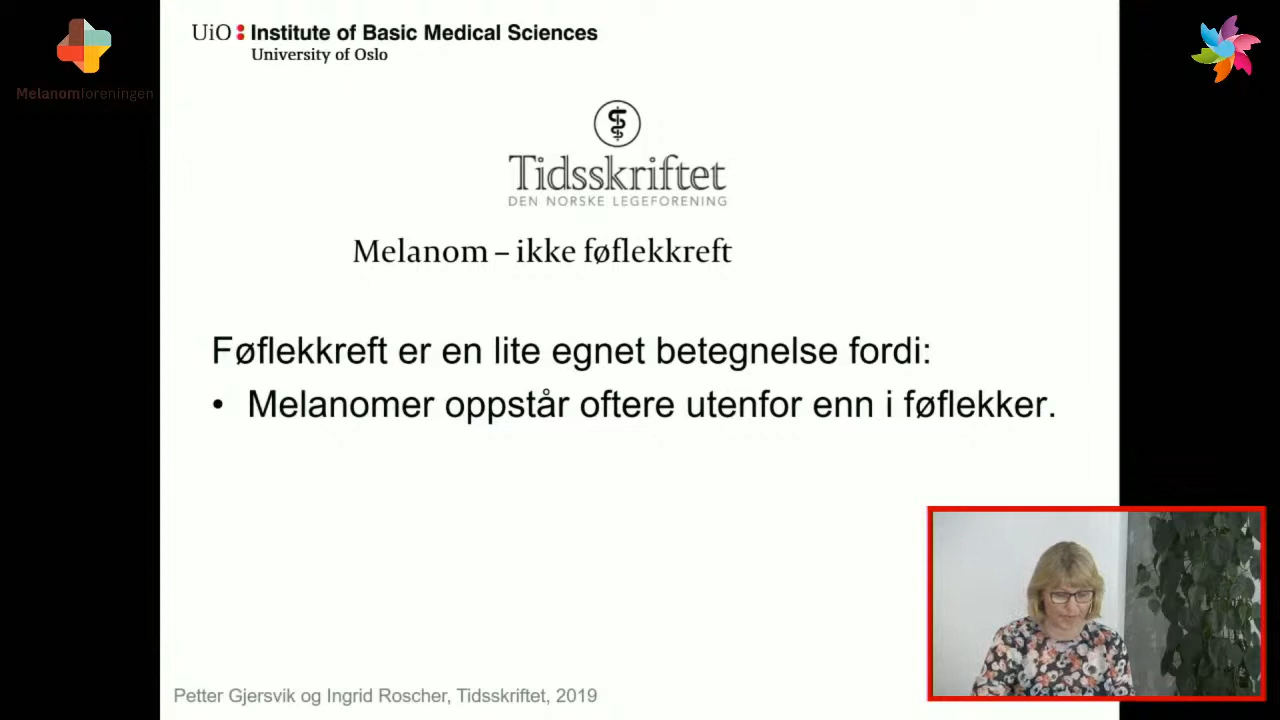 UiO: Institute of Basic Medical Sciences
University of Oslo
Melanomforeningen
Tidsskriftet
DEN NORSKE LEGEFORENING
Melanom – ikke føflekkreft
Føflekkreft er en lite egnet betegnelse fordi:
• Melanomer oppstår oftere utenfor enn i føflekker.
Petter Gjersvik og Ingrid Roscher, Tidsskriftet, 2019